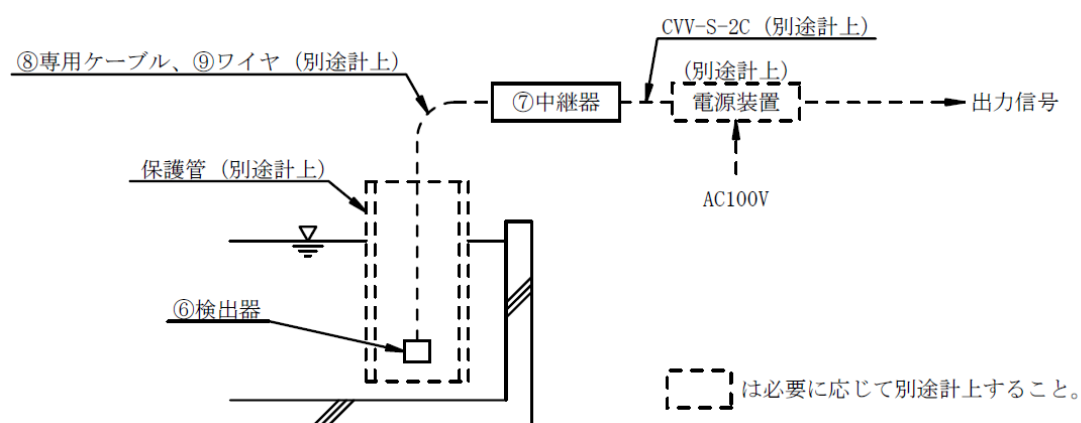 CVV-S-2C (別途計上)
⑧専用ケーブル、⑨ワイヤ (別途計上)
(別途計上)
⑦中継器
電源装置
出力信号
保護管 (別途計上)
AC100V
⑥検出器
は必要に応じて別途計上すること。